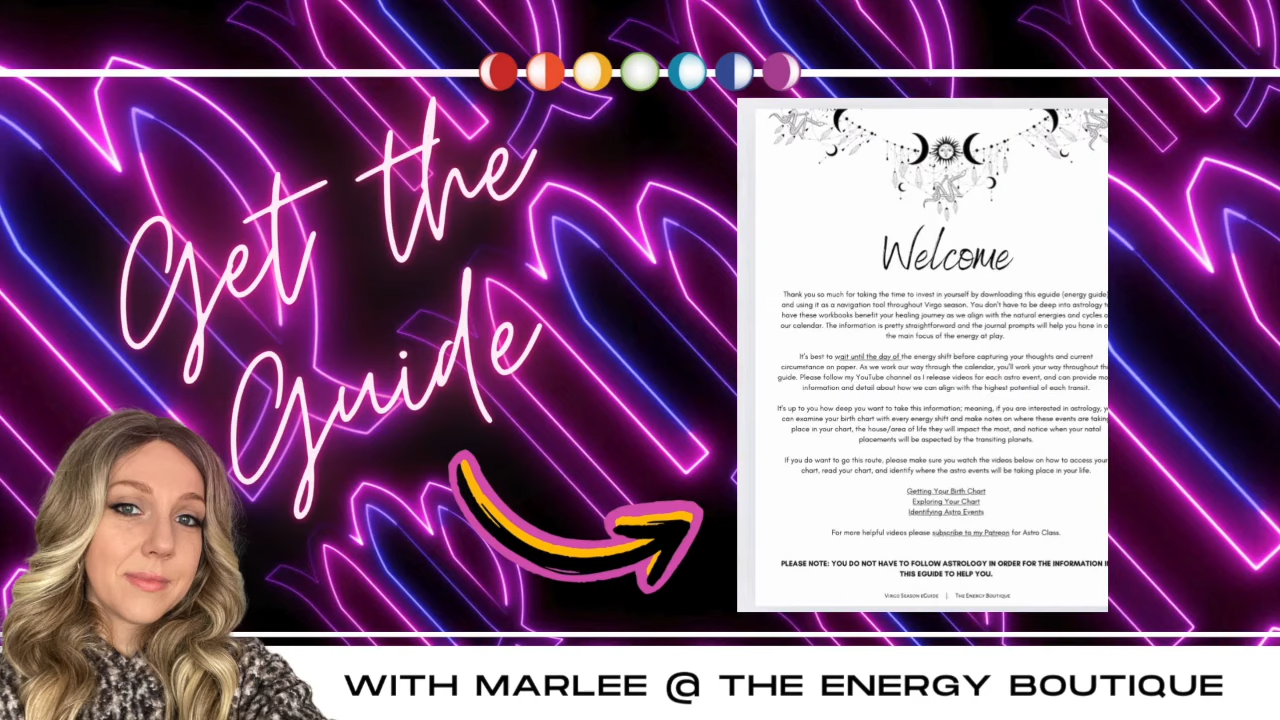 Get the
Guide
Welcome
Thank you so much for taking the time to invest in yourself by downloading this eguide (energy guide)
and using it as a navigation tool throughout Virgo season. You don't have to be deep into astrology t
have these workbooks benefit your healing journey as we align with the natural energies and cycles o
our calendar. The information is pretty straightforward and the journal prompts will help you hone in o
the main focus of the energy at play.
It's best to wait until the day of the energy shift before capturing your thoughts and current
circumstance on paper. As we work our way through the calendar, you'll work your way throughout th
guide. Please follow my YouTube channel as I release videos for each astro event, and can provide mo
information and detail about how we can align with the highest potential of each transit.
It's up to you how deep you want to take this information; meaning, if you are interested in astrology, y
can examine your birth chart with every energy shift and make notes on where these events are takin
place in your chart, the house/area of life they will impact the most, and notice when your natal
placements will be aspected by the transiting planets.
If you do want to go this route, please make sure you watch the videos below on how to access your
chart, read your chart, and identify where the astro events will be taking place in your life.
Getting Your Birth Chart
Exploring Your Chart
Identifying Astro Events
For more helpful videos please subscribe to my Patreon for Astro Class.
PLEASE NOTE: YOU DO NOT HAVE TO FOLLOW ASTROLOGY IN ORDER FOR THE INFORMATION I
THIS EGUIDE TO HELP YOU.
Virgo Season eGuide | The Energy Boutique
WITH MARLEE @ THE ENERGY BOUTIQUE